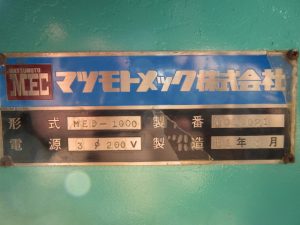 MATSUMOTO
MEC マツモトメック株式会社
形式 MED-1000 製番
電源 3φ200V 製造 年 月